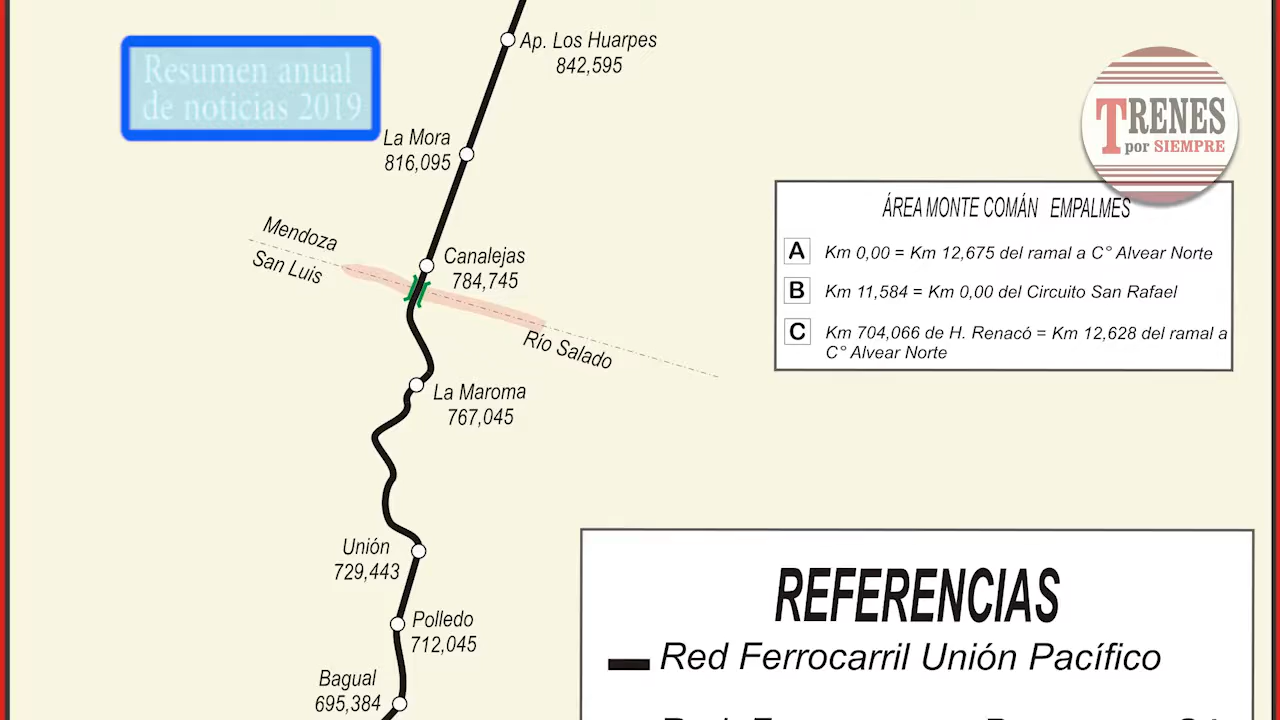 Ap. Los Huarpes
842,595
Resumen anual
de noticias 2019
TRENES
por SIEMPRE
La Mora
816,095
ÁREA MONTE COMÁN EMPALMES
A Km 0,00 = Km 12,675 del ramal a C° Alvear Norte
B Km 11,584 = Km 0,00 del Circuito San Rafael
C Km 704,066 de H. Renacó = Km 12,628 del ramal a
C° Alvear Norte
Mendoza
San Luis
Canalejas
784,745
Río Salado
La Maroma
767,045
Unión
729,443
Polledo
712,045
Bagual
695,384
REFERENCIAS
Red Ferrocarril Unión Pacífico